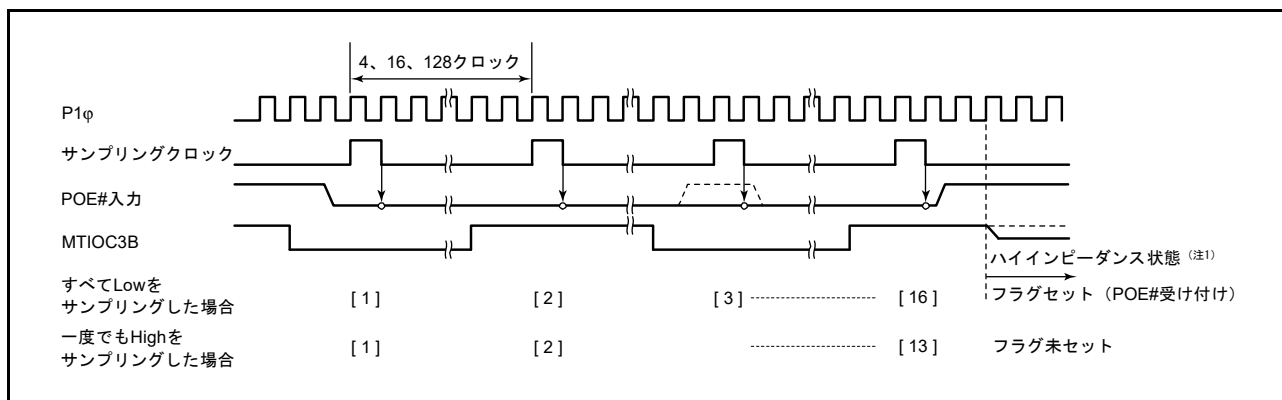 4、16、128クロック
P1φ
サンプリングクロック
POE#入力
MTIOC3B
ハイインピーダンス状態（注1）
すべてLowを
サンプリングした場合
[ 1 ] [ 2 ] [ 3 ] [ 16 ] フラグセット（POE#受け付け）
一度でもHighを
サンプリングした場合
[ 1 ] [ 2 ] [ 13 ] フラグ未セット